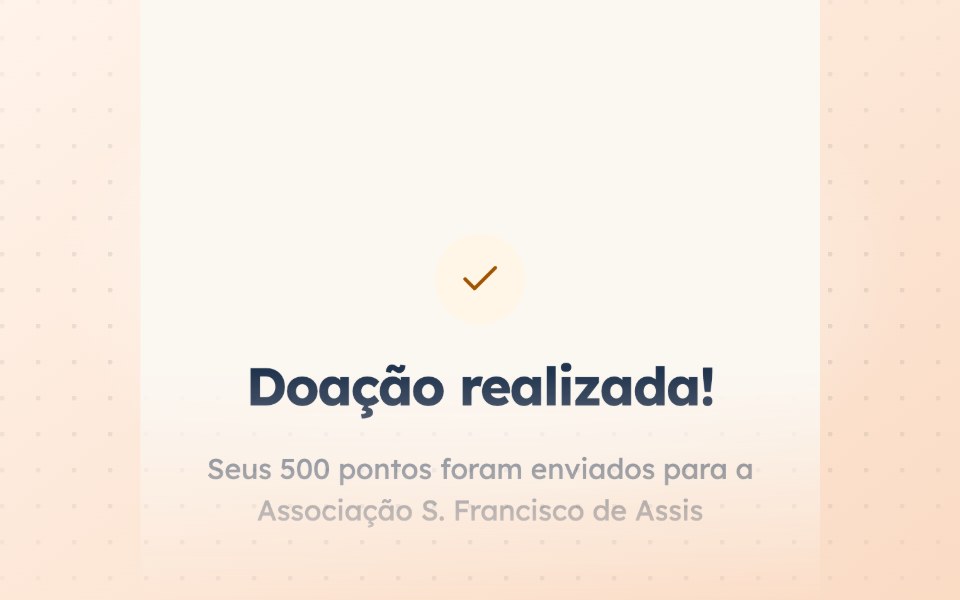 Doação realizada!
Seus 500 pontos foram enviados para a
Associação S. Francisco de Assis